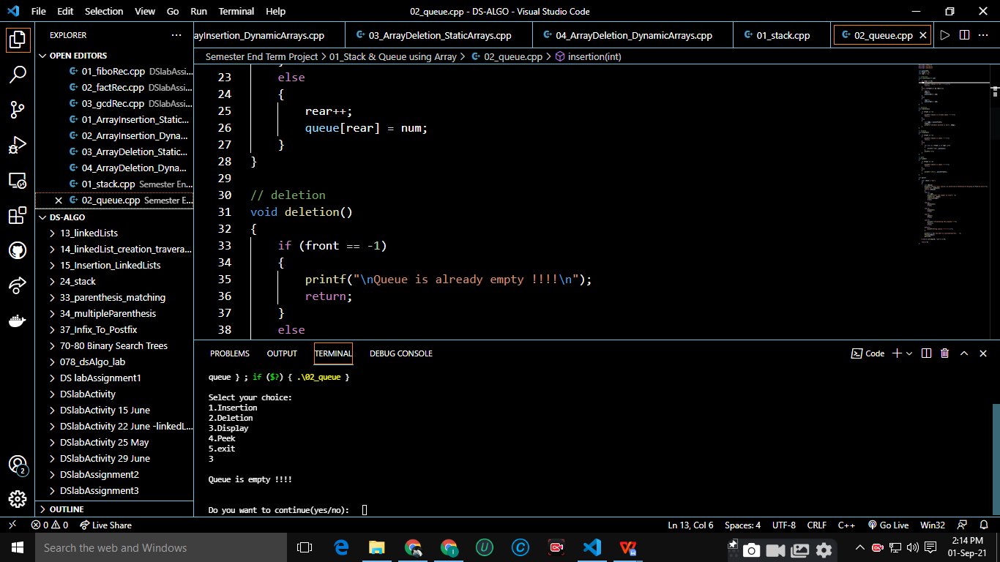 File Edit Selection View Go Run Terminal Help 02_queue.cpp - DS-ALGO - Visual Studio Code
EXPLORER
OPEN EDITORS
01_fiboRec.cpp DSlabAssi...
02_factRec.cpp DSlabAssi...
03_gcdRec.cpp DSlabAssi...
01_ArrayInsertion_Static...
02_ArrayInsertion_Dyna...
03_ArrayDeletion_Static...
04_ArrayDeletion_Dyna...
01_stack.cpp Semester En...
02_queue.cpp Semester E...
DS-ALGO
13_linkedLists
14_linkedList_creation_travera...
15_Insertion_LinkedLists
24_stack
33_parenthesis_matching
34_multipleParenthesis
37_Infix_To_Postfix
70-80 Binary Search Trees
078_dsAlgo_lab
DS labAssignment1
DSlabActivity
DSlabActivity 15 June
DSlabActivity 22 June -linkedL...
DSlabActivity 25 May
DSlabActivity 29 June
DSlabAssignment2
DSlabAssignment3
OUTLINE
ayInsertion_DynamicArrays.cpp 03_ArrayDeletion_StaticArrays.cpp 04_ArrayDeletion_DynamicArrays.cpp 01_stack.cpp 02_queue.cpp
Semester End Term Project > 01_Stack & Queue using Array > 02_queue.cpp > insertion(int)
23 else
24 {
25 rear++;
26 queue[rear] = num;
27 }
28 }
29
30 // deletion
31 void deletion()
32 {
33 if (front == -1)
34 {
35 printf("\nQueue is already empty !!!!\n");
36 return;
37 }
38 else
PROBLEMS OUTPUT TERMINAL DEBUG CONSOLE Code
queue } ; if ($?) { .\02_queue }
Select your choice:
1.Insertion
2.Deletion
3.Display
4.Peek
5.exit
3
Queue is empty !!!!
Do you want to continue(yes/no):
0 0 Live Share Ln 13, Col 6 Spaces: 4 UTF-8 CRLF C++ Go Live Win32
2
Search the web and Windows
2:14 PM
01-Sep-21